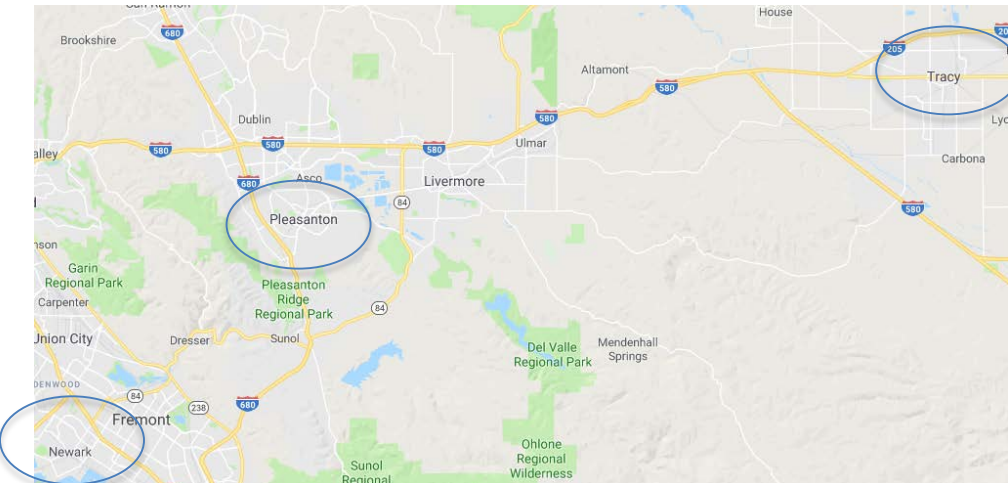 680
House
Brookshire
205
Altamont
Tracy
580
Dublin
580
580
580
580
Ulmar
Carbona
Asco
Livermore
680
84
580
Pleasanton
Garin
Regional Park
Pleasanton
Ridge
Regional Park
Carpenter
84
Union City
Dresser
Sunol
Del Valle
Regional Park
Mendenhall
Springs
84
238
680
Fremont
Newark
Ohlone
Regional
Wilderness
Sunol
Regional